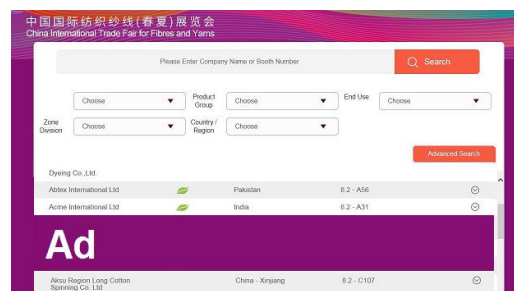 中国国际纺织纱线(春夏)展览会
China International Trade Fair for Fibres and Yarns
Please Enter Company Name or Booth Number
Search
Choose
Product Group
Choose
End Use
Choose
Zone Division
Choose
Country / Region
Choose
Advanced Search
Dyeing Co.,Ltd.
Abtex International Ltd Pakistan 8.2 - A56
Acme International Ltd India 8.2 - A31
Ad
Aksu Region Long Cotton Spinning Co. Ltd China - Xinjiang 8.2 - C107